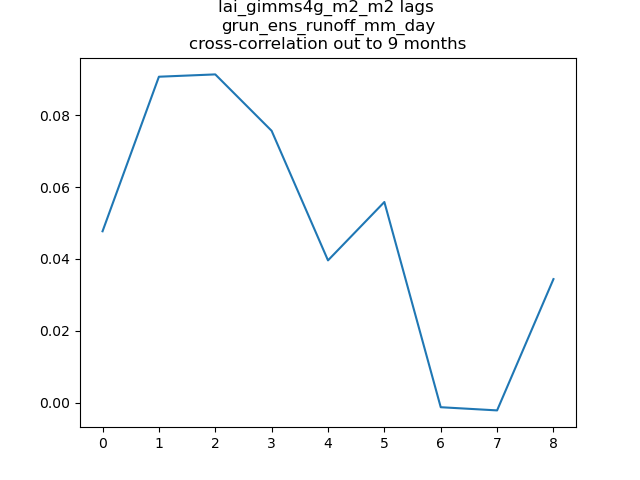 lai_gimms4g_m2_m2 lags
grun_ens_runoff_mm_day
cross-correlation out to 9 months
0.08
0.06
0.04
0.02
0.00
0 1 2 3 4 5 6 7 8